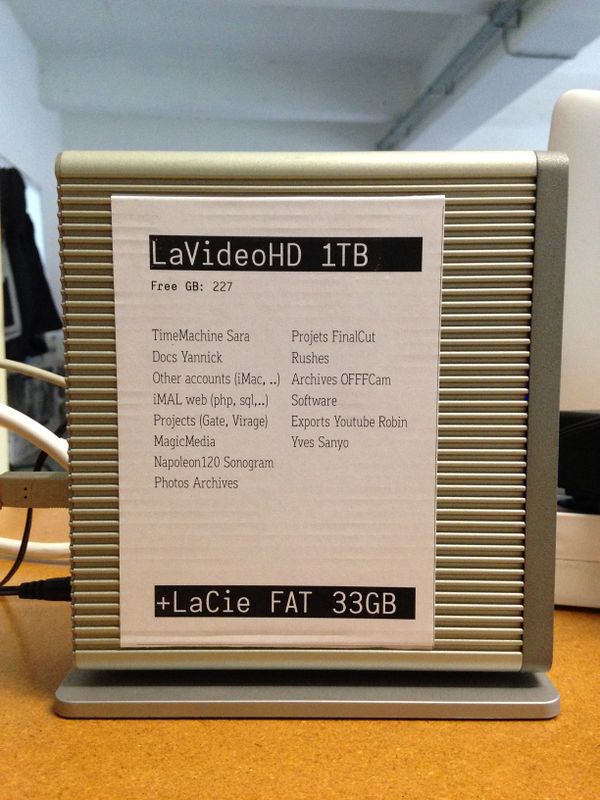 LaVideoHD 1TB
Free GB: 227
TimeMachine Sara
Docs Yannick
Other accounts (iMac, ..)
iMAL web (php, sql,..)
Projects (Gate, Virage)
MagicMedia
Napoleon120 Sonogram
Photos Archives
Projets FinalCut
Rushes
Archives OFFFCam
Software
Exports Youtube Robin
Yves Sanyo
+LaCie FAT 33GB